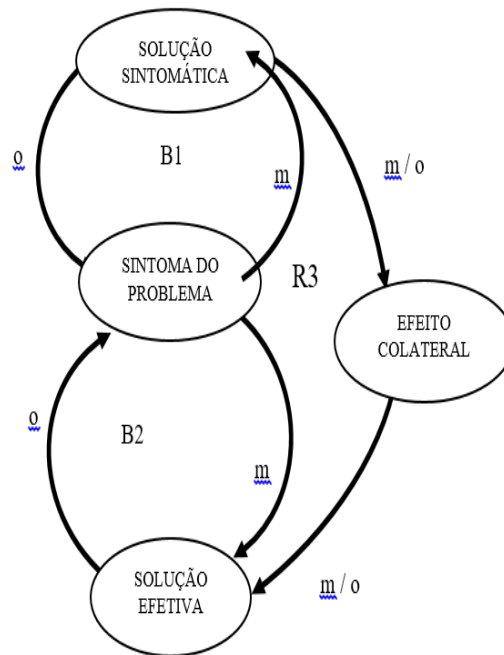 SOLUÇÃO
SINTOMÁTICA
o
B1
m
m / o
SINTOMA DO
PROBLEMA
R3
EFEITO
COLATERAL
o
B2
m
SOLUÇÃO
EFETIVA
m / o